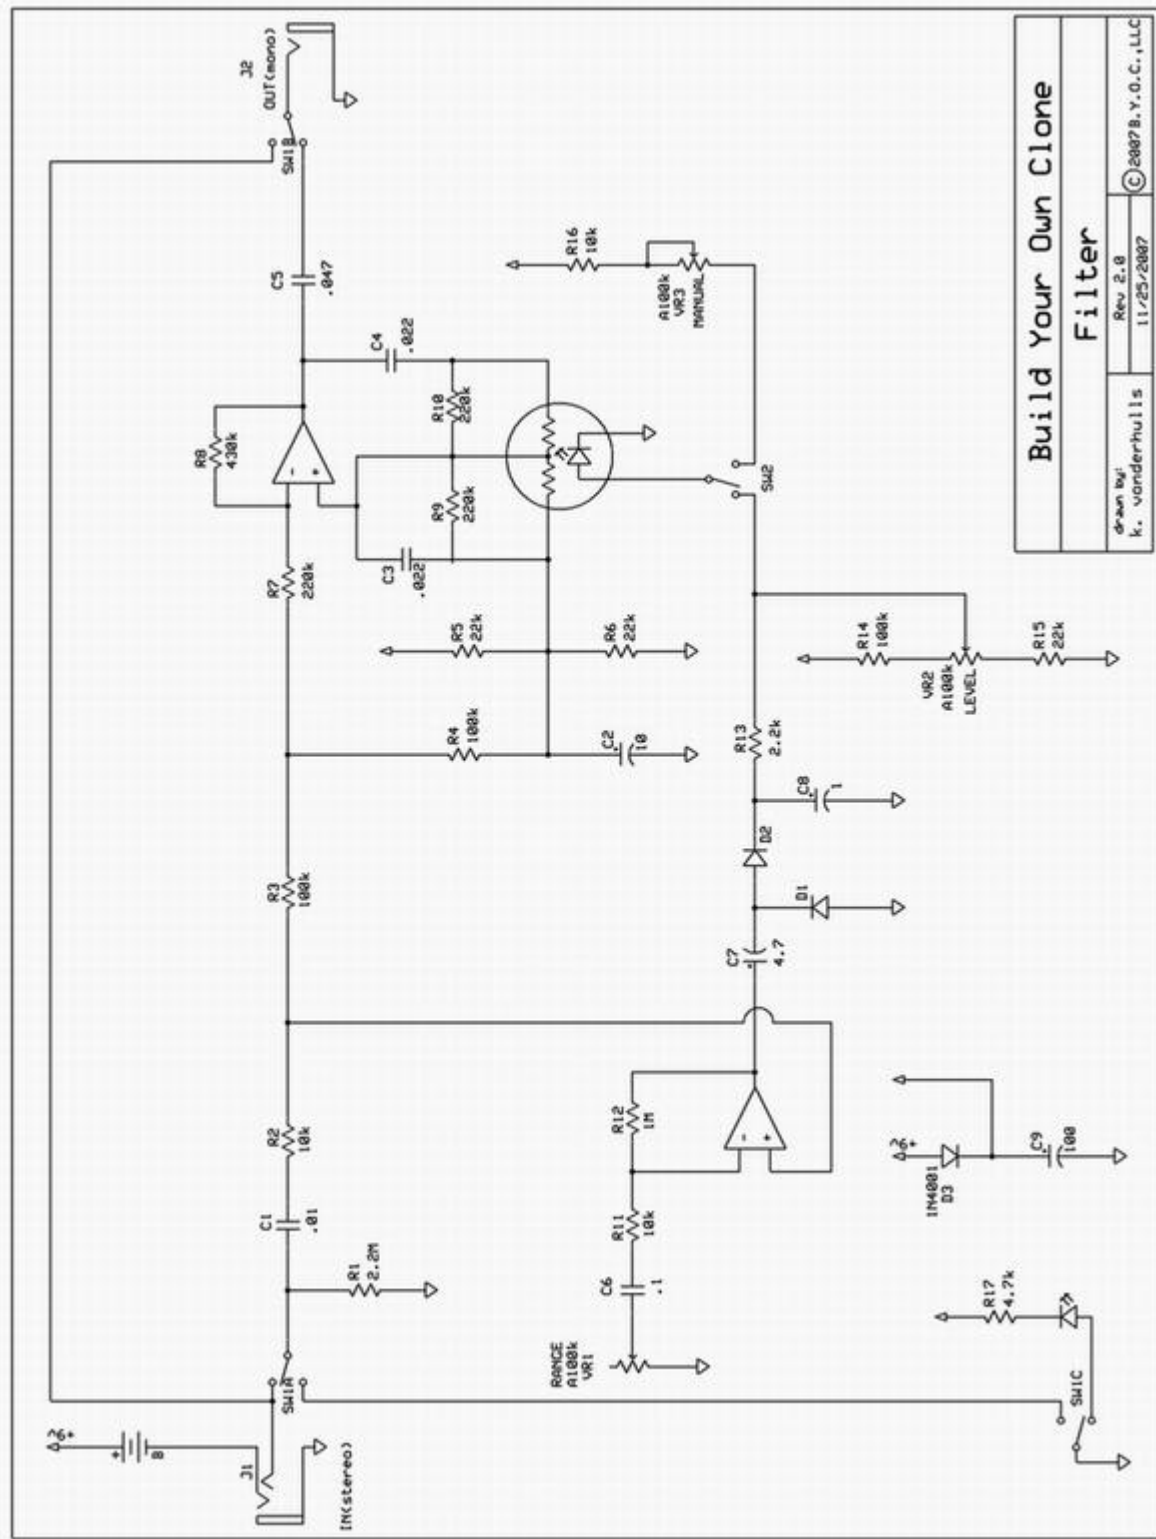 J1
IN(stereo)
B
+
+9V
SW1A
R1
2.2M
C1
.01
R2
10k
R3
100k
R4
100k
C2
10
R5
22k
R6
22k
R7
220k
R8
430k
-
+
C3
.022
R9
220k
R10
220k
C4
.022
C5
.047
SW1B
J2
OUT(mono)
RANGE
A100k
VR1
C6
.1
R11
10k
R12
1M
-
+
C7
4.7
D1
D2
C8
1
R13
2.2k
R14
100k
VR2
A100k
LEVEL
R15
22k
SW2
A100k
VR3
MANUAL
R16
10k
SW1C
R17
4.7k
+9V
1N4001
D3
C9
100
Build Your Own Clone
Filter
drawn by:
k. vanderhulls
Rev 2.0
11/25/2007
©2007B.Y.O.C.,LLC